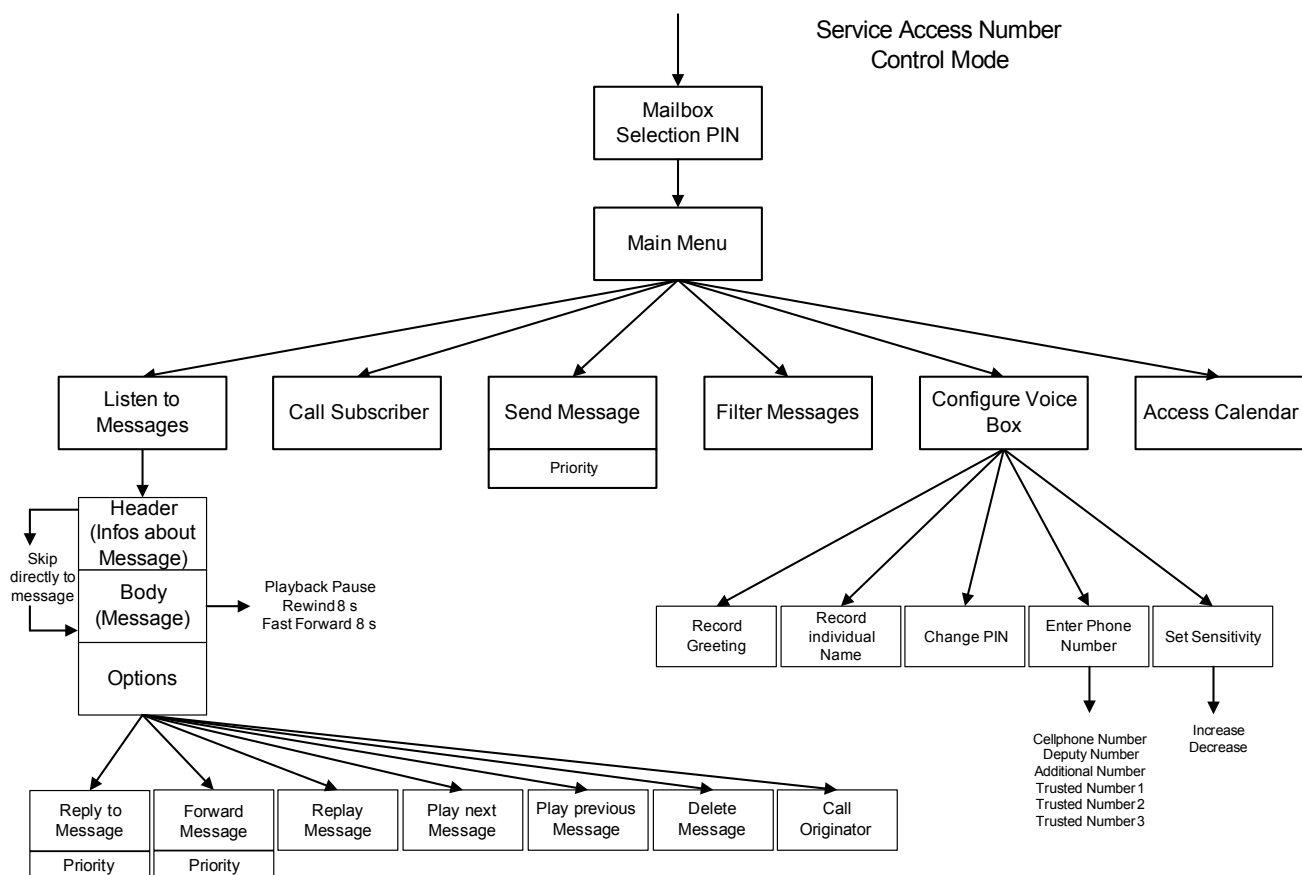 Service Access Number
Control Mode
Mailbox
Selection PIN
Main Menu
Listen to
Messages
Call Subscriber
Send Message
Priority
Filter Messages
Configure Voice
Box
Access Calendar
Header
(Infos about
Message)
Skip
directly to
message
Body
(Message)
Playback Pause
Rewind 8 s
Fast Forward 8 s
Options
Record
Greeting
Record
individual
Name
Change PIN
Enter Phone
Number
Set Sensitivity
Cellphone Number
Deputy Number
Additional Number
Trusted Number 1
Trusted Number 2
Trusted Number 3
Increase
Decrease
Reply to
Message
Priority
Forward
Message
Priority
Replay
Message
Play next
Message
Play previous
Message
Delete
Message
Call
Originator